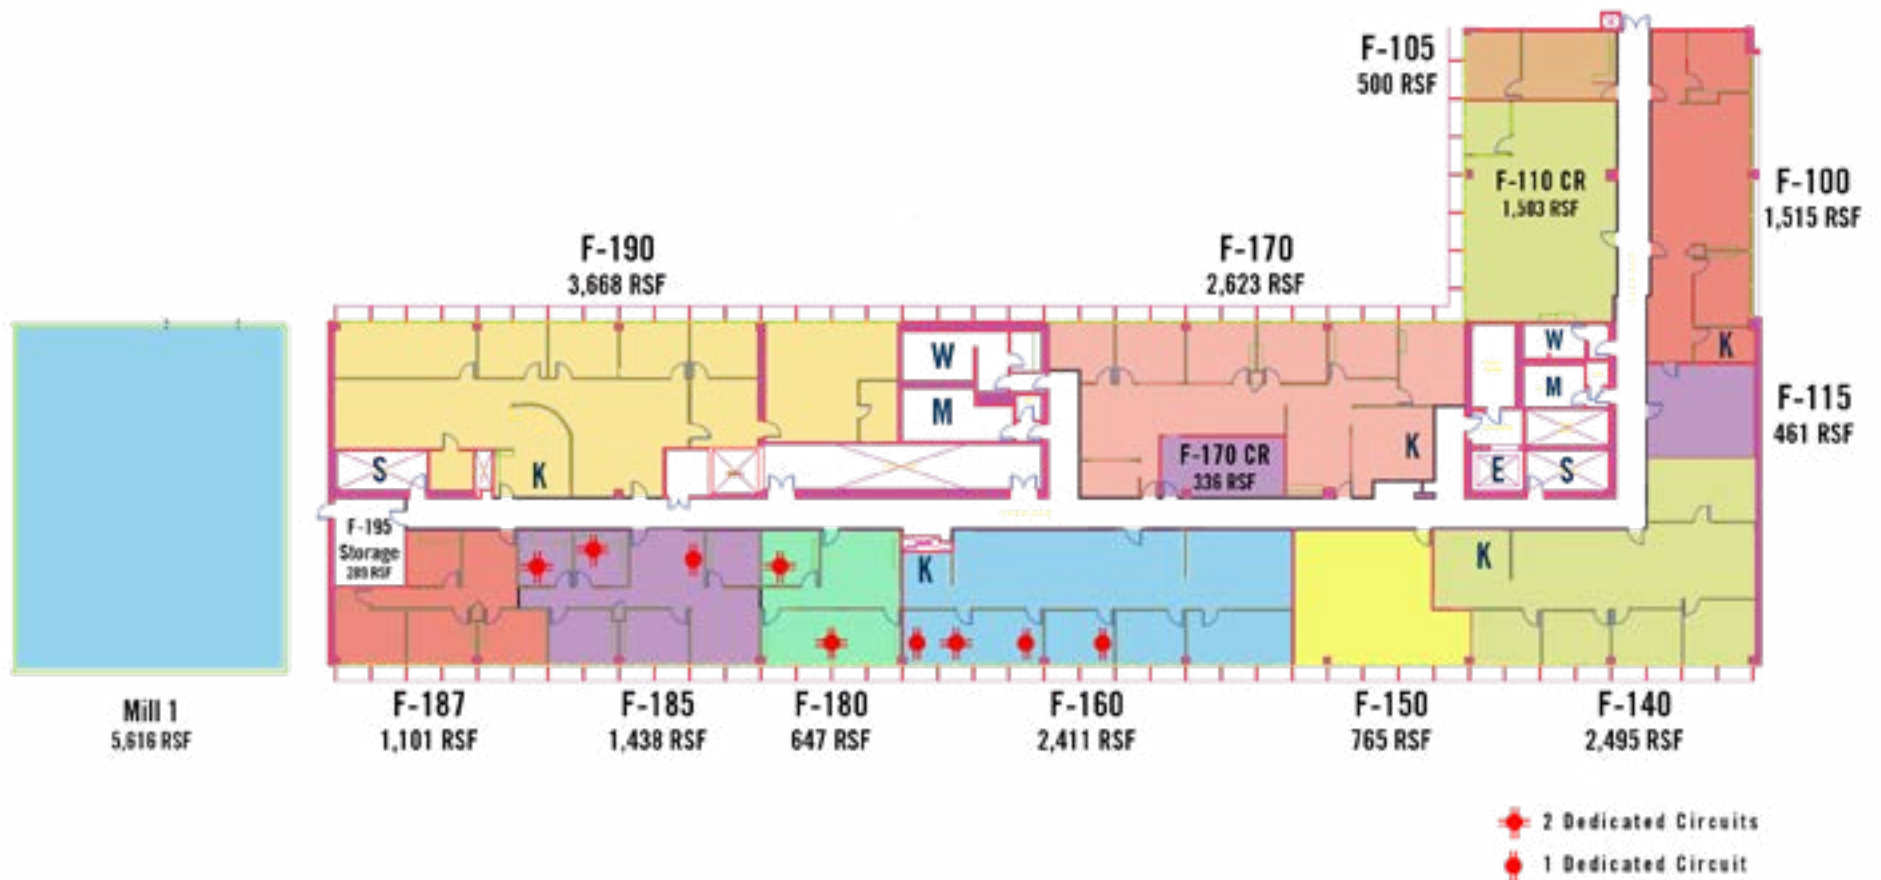 F-105
500 RSF
F-110 CR
1,503 RSF
F-100
1,515 RSF
F-190
3,668 RSF
F-170
2,623 RSF
W
M
W
M
K
F-115
461 RSF
S
K
F-170 CR
336 RSF
K
E
S
F-195
Storage
289 RSF
K
K
Mill 1
5,616 RSF
F-187
1,101 RSF
F-185
1,438 RSF
F-180
647 RSF
F-160
2,411 RSF
F-150
765 RSF
F-140
2,495 RSF
2 Dedicated Circuits
1 Dedicated Circuit